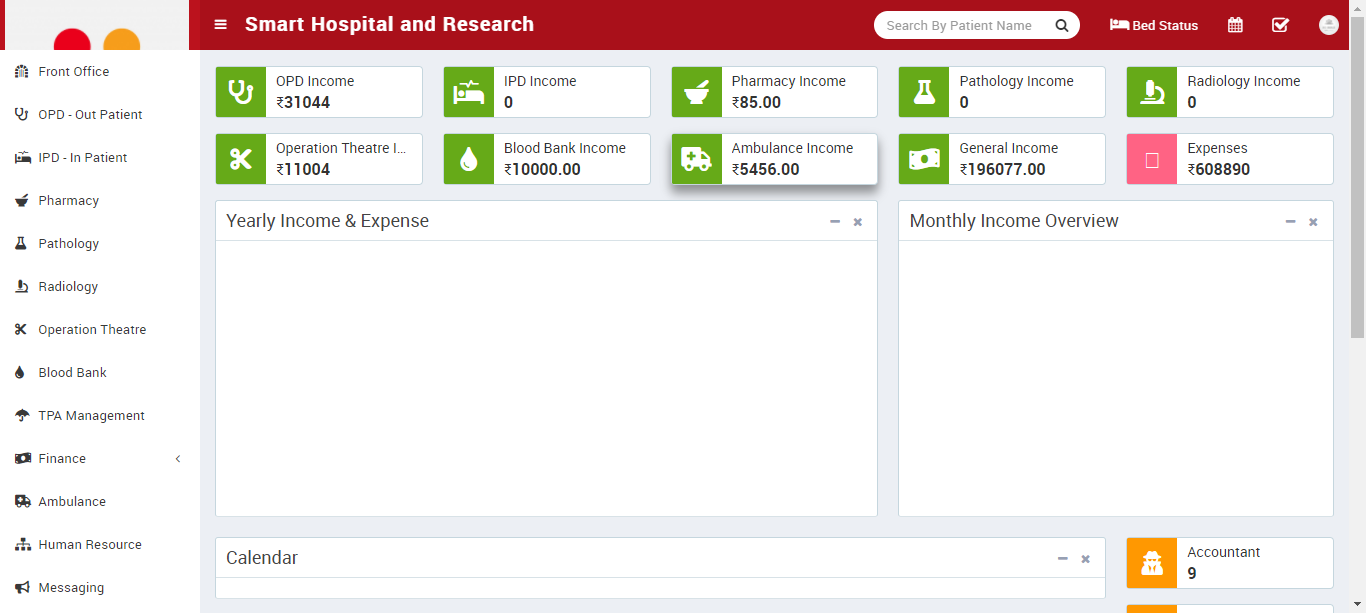 Smart Hospital and Research
Search By Patient Name
Bed Status
Front Office
OPD - Out Patient
IPD - In Patient
Pharmacy
Pathology
Radiology
Operation Theatre
Blood Bank
TPA Management
Finance
Ambulance
Human Resource
Messaging
OPD Income
₹31044
IPD Income
0
Pharmacy Income
₹85.00
Pathology Income
0
Radiology Income
0
Operation Theatre I...
₹11004
Blood Bank Income
₹10000.00
Ambulance Income
₹5456.00
General Income
₹196077.00
Expenses
₹608890
Yearly Income & Expense
Monthly Income Overview
Calendar
Accountant
9